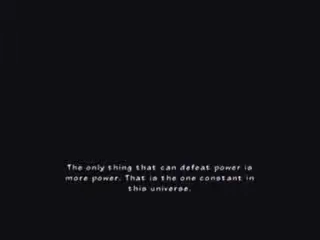 The only thing that can defeat power is
more power. That is the one constant in
this universe.